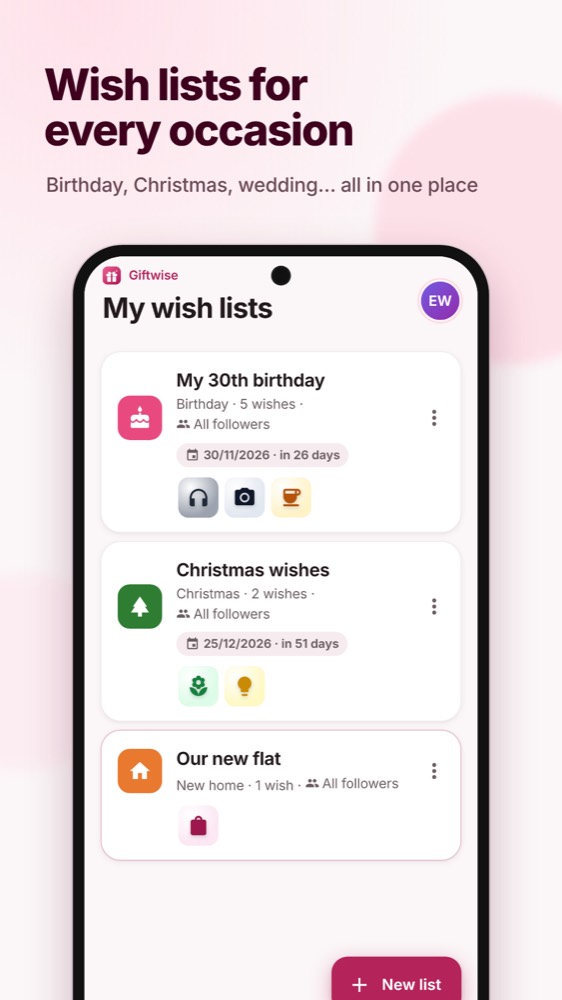 Wish lists for
every occasion
Birthday, Christmas, wedding... all in one place
Giftwise
My wish lists
EW
My 30th birthday
Birthday · 5 wishes ·
All followers
30/11/2026 · in 26 days
Christmas wishes
Christmas · 2 wishes ·
All followers
25/12/2026 · in 51 days
Our new flat
New home · 1 wish · All followers
+ New list